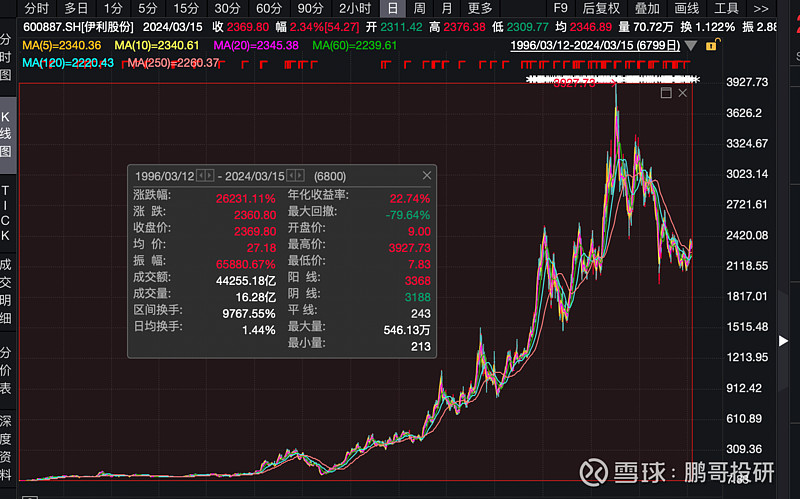 分时 多日 1分 5分 15分 30分 60分 90分 2小时 日 周 月 更多 F9 后复权 叠加 画线 工具 >>
600887.SH[伊利股份] 2024/03/15 收 2369.80 幅 2.34%[54.27] 开 2311.42 高 2376.38 低 2309.77 均 2346.89 量 70.72万 换 1.122% 振 2.88
MA(5)=2340.36 MA(10)=2340.61 MA(20)=2345.38 MA(60)=2239.61 1996/03/12-2024/03/15 (6799日)
MA(120)=2220.43 MA(250)=2260.37
分时图
K线图
TICK
成交明细
分价表
深度资料
3927.73
3927.73
3626.2
3324.67
3023.14
2721.61
2420.08
2118.55
1817.01
1515.48
1213.95
912.42
610.89
309.36
1996/03/12 - 2024/03/15 (6800)
涨跌幅: 26231.11% 年化收益率: 22.74%
涨 跌: 2360.80 最大回撤: -79.64%
收盘价: 2369.80 开盘价: 9.00
均 价: 27.18 最高价: 3927.73
振 幅: 65880.67% 最低价: 7.83
成交额: 44255.18亿 阳 线: 3368
成交量: 16.28亿 阴 线: 3188
区间换手: 9767.55% 平 线: 243
日均换手: 1.44% 最大量: 546.13万
最小量: 213
雪球：鹏哥投研